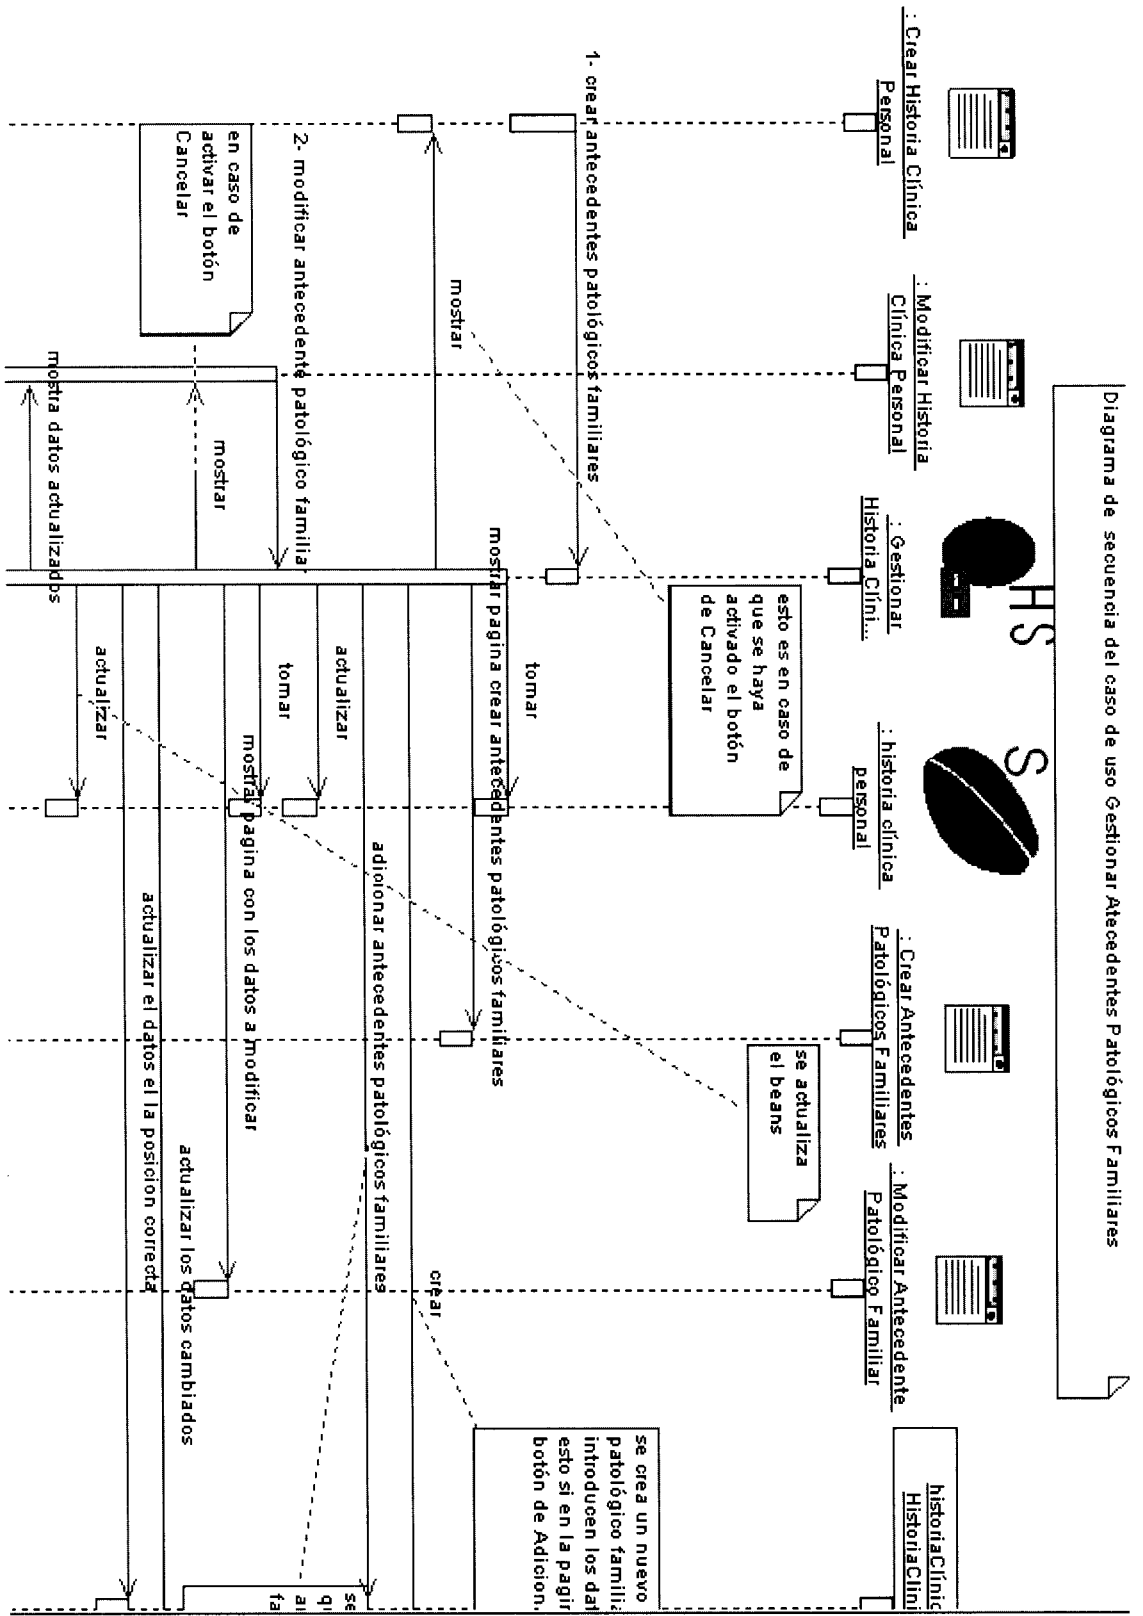 Diagrama de secuencia del caso de uso Gestionar Atecedentes Patológicos Familiares
: Crear Historia Clínica
Personal
: Modificar Historia
Clínica Personal
HS
: Gestionar
Historia Clíni...
S
: historia clínica
personal
: Crear Antecedentes
Patológicos Familiares
: Modificar Antecedente
Patológico Familiar
historiaClínic
HistoriaClíni
esto es en caso de
que se haya
activado el botón
de Cancelar
se actualiza
el beans
se crea un nuevo
patológico famili
introducen los dat
esto si en la pagir
botón de Adicion.
1- crear antecedentes patológicos familiares
tomar
mostrar pagina crear antecedentes patológicos familiares
mostrar
crear
adicionar antecedentes patológicos familiares
se
fa
actualizar
2- modificar antecedente patológico familiar
tomar
mostrar pagina con los datos a modificar
en caso de
activar el botón
Cancelar
mostrar
actualizar los datos cambiados
actualizar el datos el la posicion correcta
actualizar
mostra datos actualizados